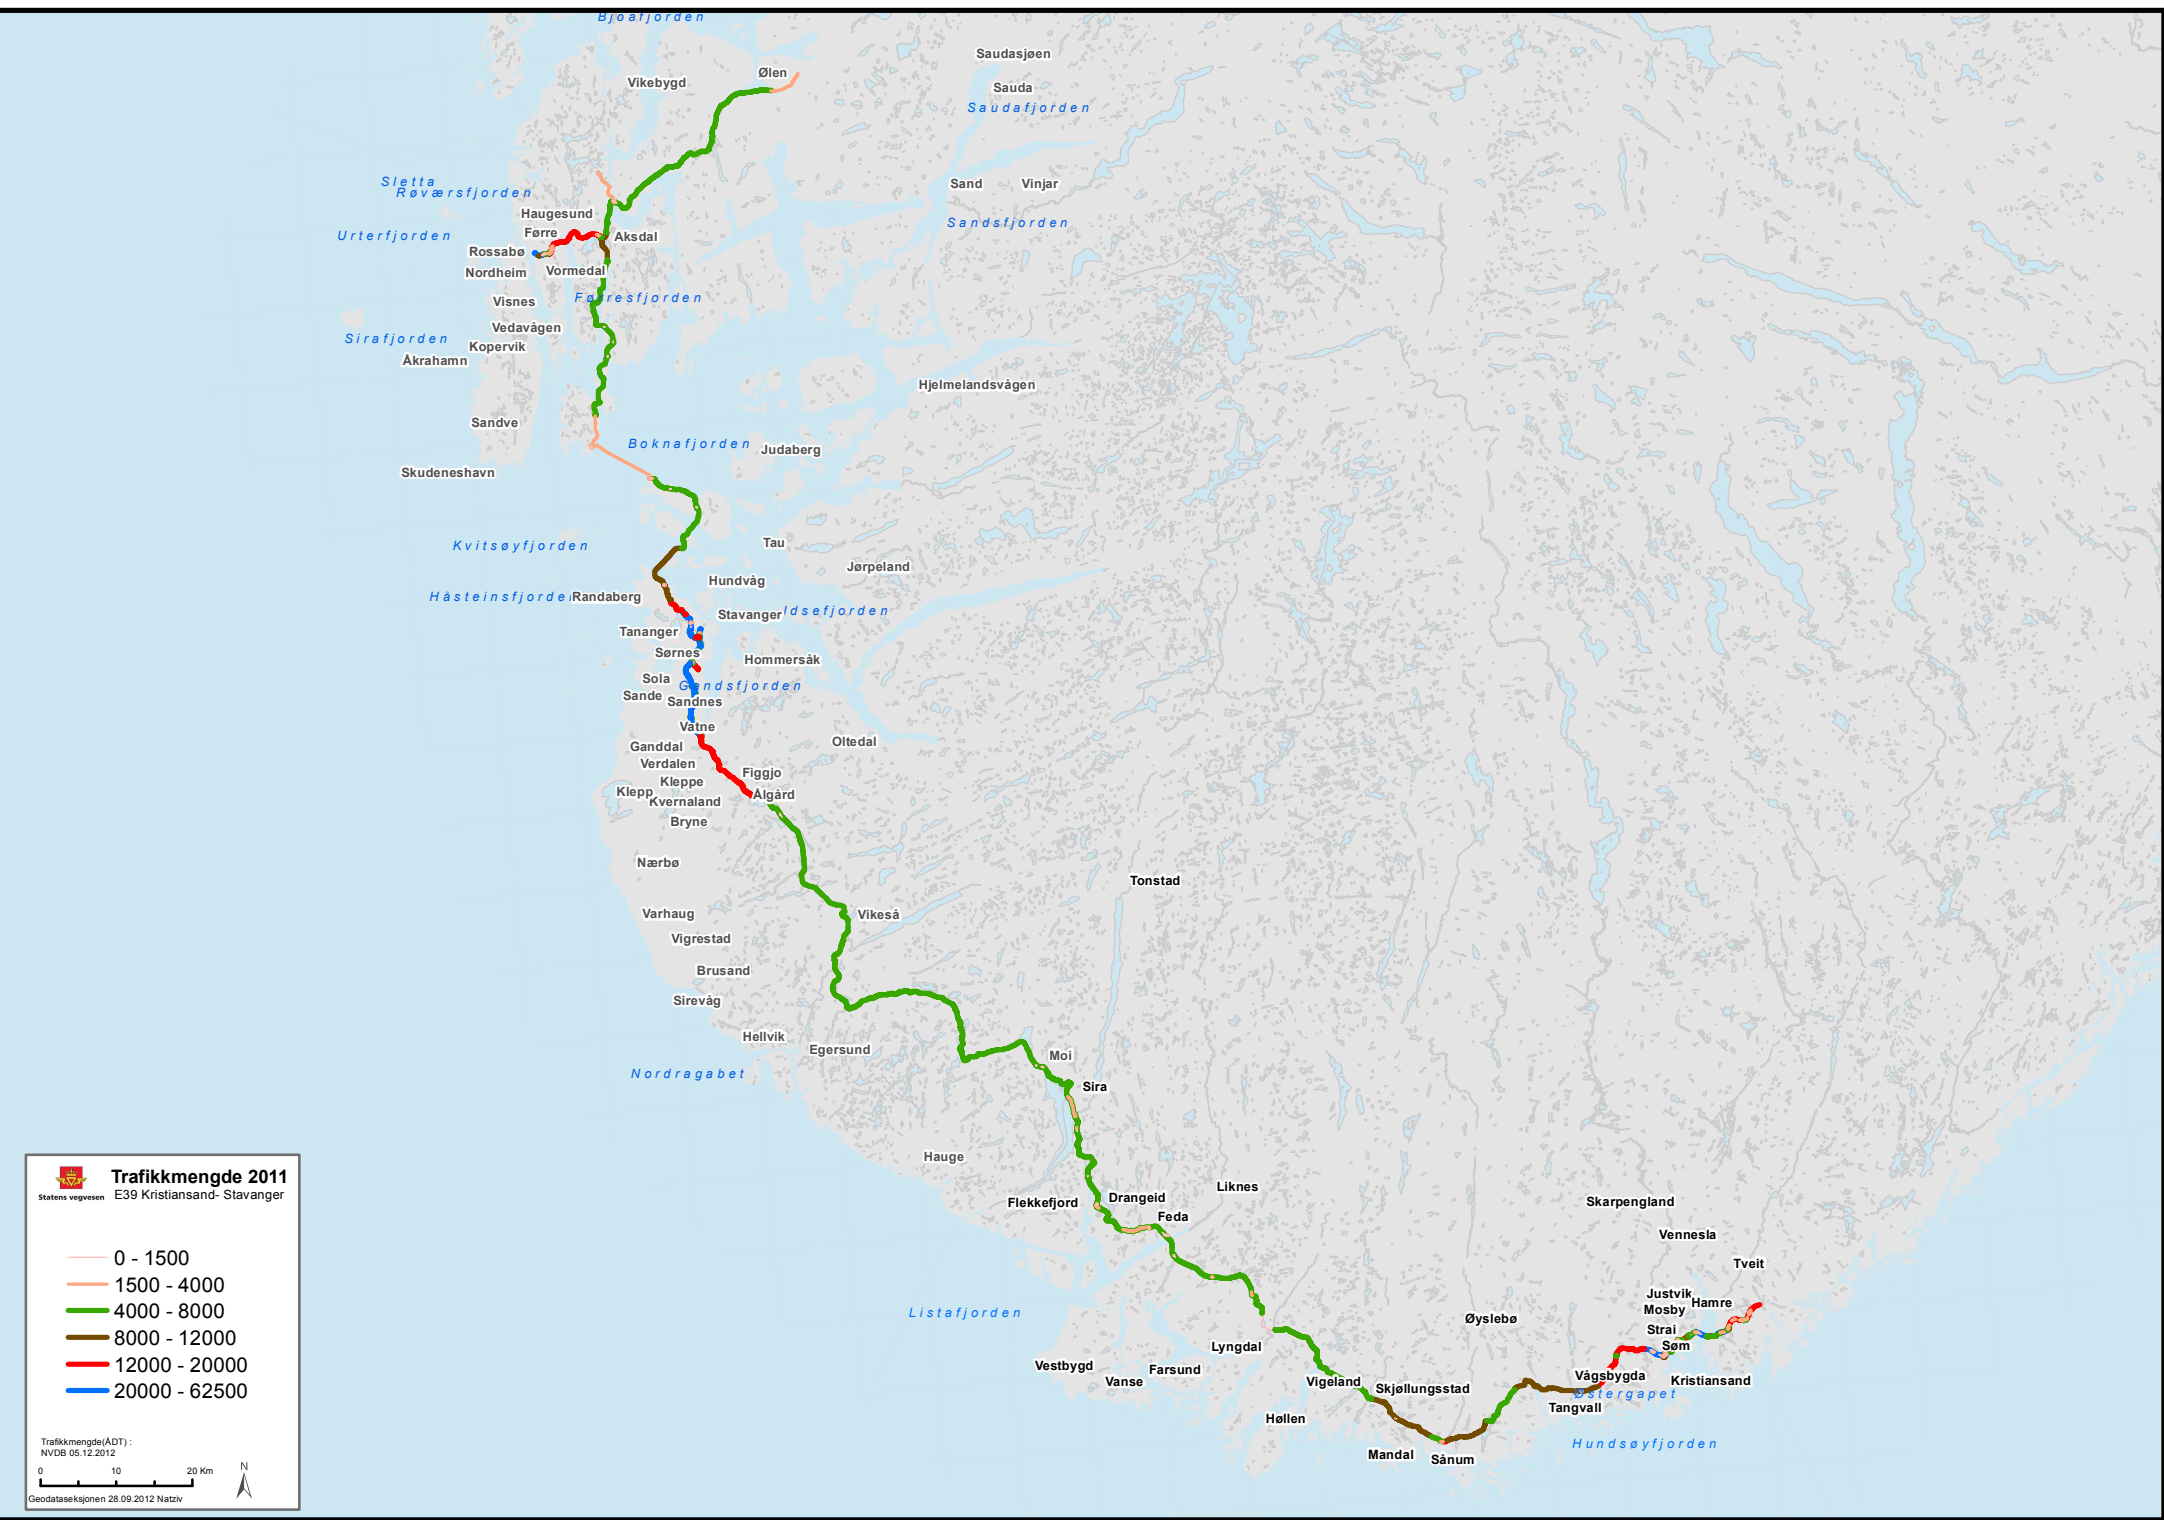 Bjoafjorden
Saudasjøen
Ølen
Vikebygd
Sauda
Saudafjorden
Sletta
Røværsfjorden
Sand
Vinjar
Haugesund
Sandsfjorden
Førre
Urterfjorden
Aksdal
Rossabø
Nordheim
Vormedal
Visnes
Førresfjorden
Vedavågen
Sirafjorden
Kopervik
Åkrahamn
Hjelmelandsvågen
Sandve
Boknafjorden
Judaberg
Skudeneshavn
Kvitsøyfjorden
Tau
Jørpeland
Hundvåg
Håsteinsfjorden
Randaberg
Idsefjorden
Stavanger
Tananger
Sørnes
Hommersåk
Sola
Gandsfjorden
Sande
Sandnes
Vatne
Oltedal
Ganddal
Verdalen
Figgjo
Kleppe
Klepp
Ålgård
Kvernaland
Bryne
Nærbø
Tonstad
Varhaug
Vikeså
Vigrestad
Brusand
Sirevåg
Hellvik
Egersund
Moi
Nordragabet
Sira
Hauge
Liknes
Drangeid
Flekkefjord
Feda
Skarpengland
Vennesla
Tveit
Justvik
Hamre
Mosby
Listafjorden
Øyslebø
Strai
Søm
Lyngdal
Vestbygd
Farsund
Vanse
Vigeland
Skjøllungsstad
Vågsbygda
Kristiansand
Østergapet
Tangvall
Høllen
Hundsøyfjorden
Mandal
Sånum
Statens vegvesen
Trafikkmengde 2011
E39 Kristiansand- Stavanger
0 - 1500
1500 - 4000
4000 - 8000
8000 - 12000
12000 - 20000
20000 - 62500
Trafikkmengde(ÅDT) :
NVDB 05.12.2012
0 10 20 Km
N
Geodataseksjonen 28.09.2012 Natziv